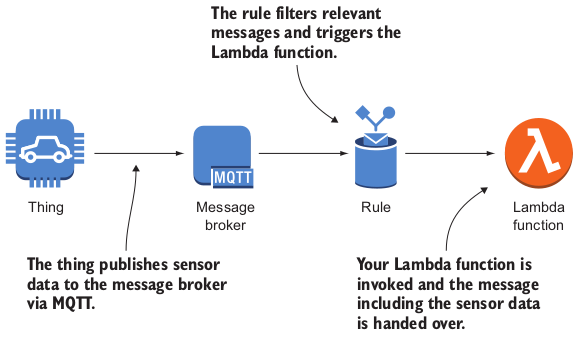 The rule filters relevant
messages and triggers the
Lambda function.
MQTT
Thing
Message
broker
Rule
Lambda
function
The thing publishes sensor
data to the message broker
via MQTT.
Your Lambda function is
invoked and the message
including the sensor data
is handed over.